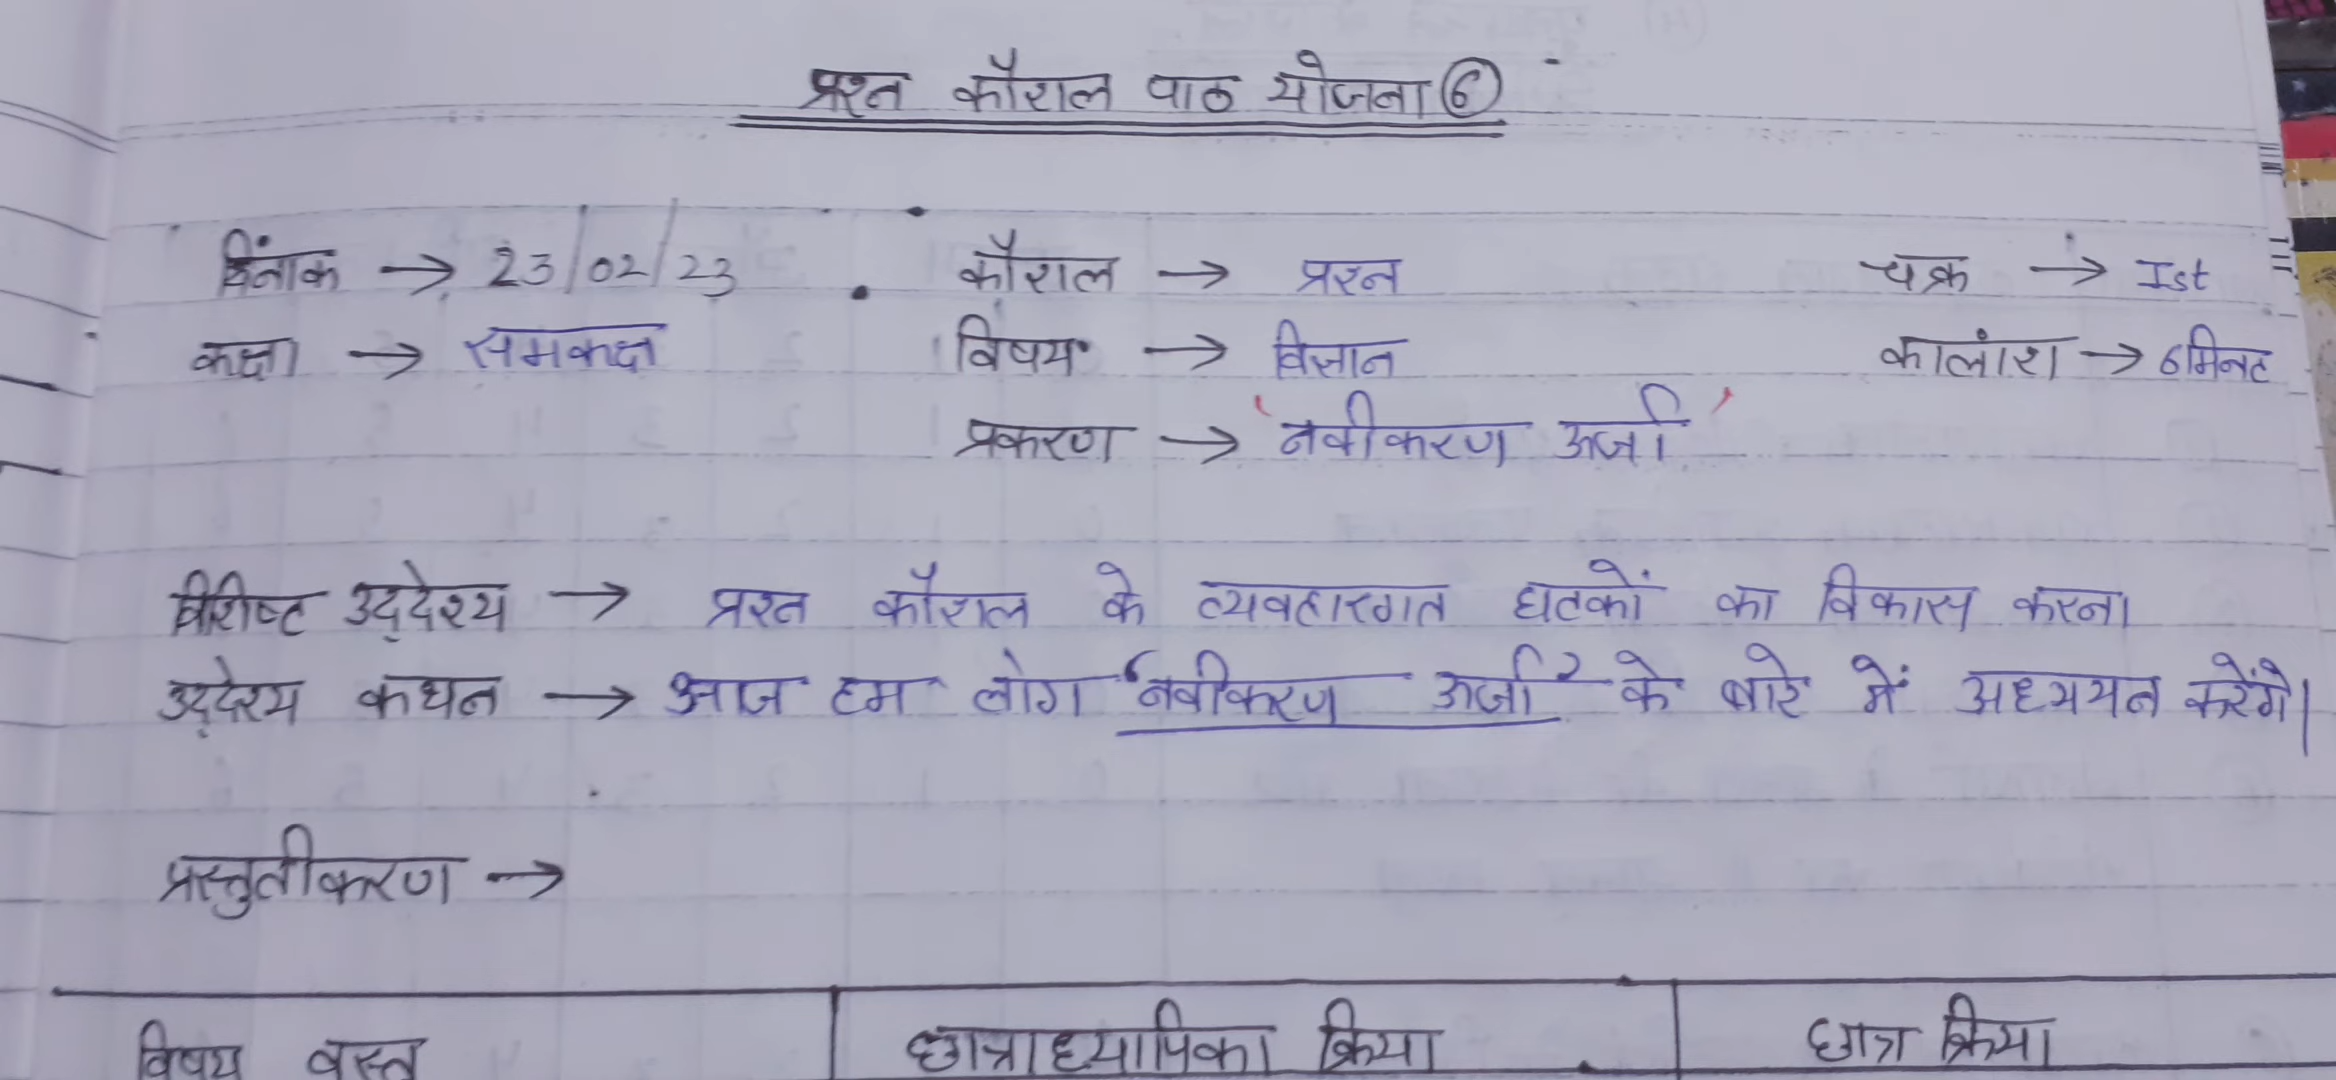 प्रश्न कौशल पाठ योजना ⑥
दिंनाक → 23/02/23 कौशल → प्रश्न चक्र → Ist
कक्षा → समकक्ष विषय → विज्ञान कालांश → 6मिनट
प्रकरण → 'नवीकरण ऊर्जा'
विशिष्ट उद्देश्य → प्रश्न कौशल के व्यवहारगत घटकों का विकास करना।
उद्देश्य कथन → आज हम लोग "नवीकरण ऊर्जा" के बारे में अध्ययन करेंगे।
प्रस्तुतीकरण →
विषय वस्तु छात्राध्यापिका क्रिया छात्र क्रिया